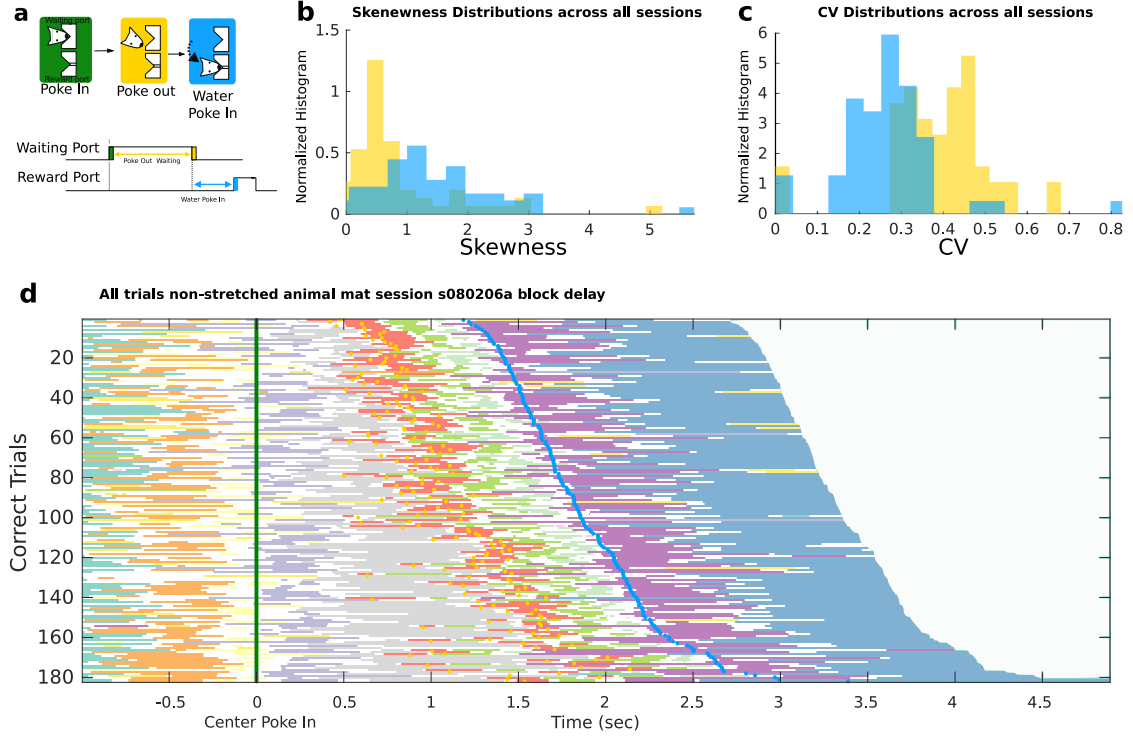 a
Waiting port
Reward port
Poke In
Poke out
Water
Poke In
Waiting Port
Poke Out Waiting
Reward Port
Water Poke In
b
Skenewness Distributions across all sessions
Normalized Histogram
1.5
1
0.5
0
0 1 2 3 4 5
Skewness
c
CV Distributions across all sessions
Normalized Histogram
6
5
4
3
2
1
0
0 0.1 0.2 0.3 0.4 0.5 0.6 0.7 0.8
CV
d
All trials non-stretched animal mat session s080206a block delay
Correct Trials
20
40
60
80
100
120
140
160
180
-0.5 0 0.5 1 1.5 2 2.5 3 3.5 4 4.5
Center Poke In
Time (sec)